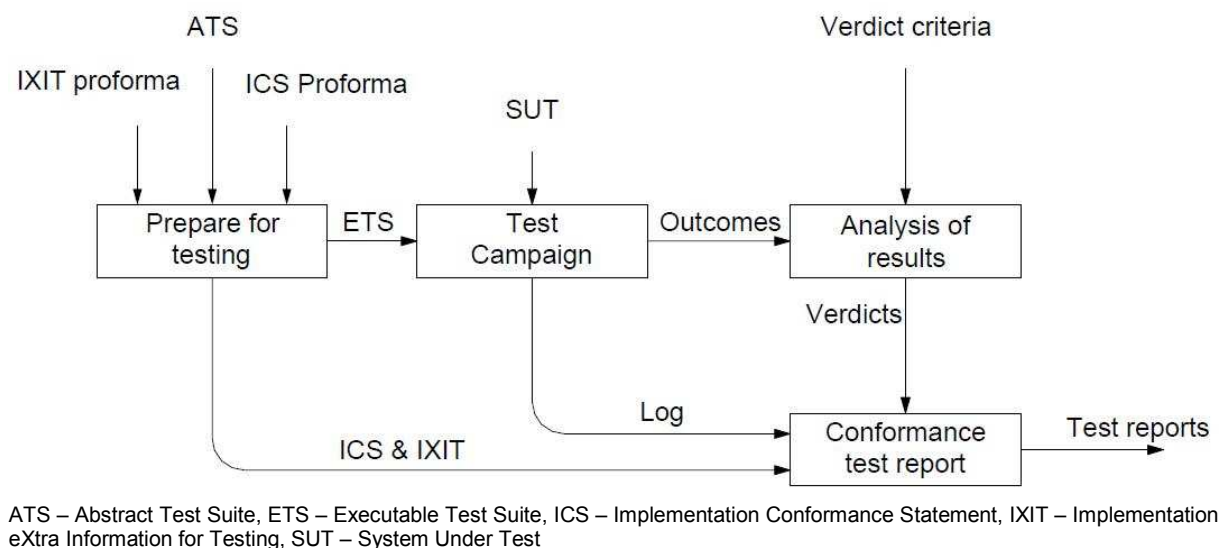 ATS
Verdict criteria
IXIT proforma
ICS Proforma
SUT
Prepare for
testing
ETS
Test
Campaign
Outcomes
Analysis of
results
Verdicts
Log
ICS & IXIT
Conformance
test report
Test reports
ATS – Abstract Test Suite, ETS – Executable Test Suite, ICS – Implementation Conformance Statement, IXIT – Implementation
eXtra Information for Testing, SUT – System Under Test